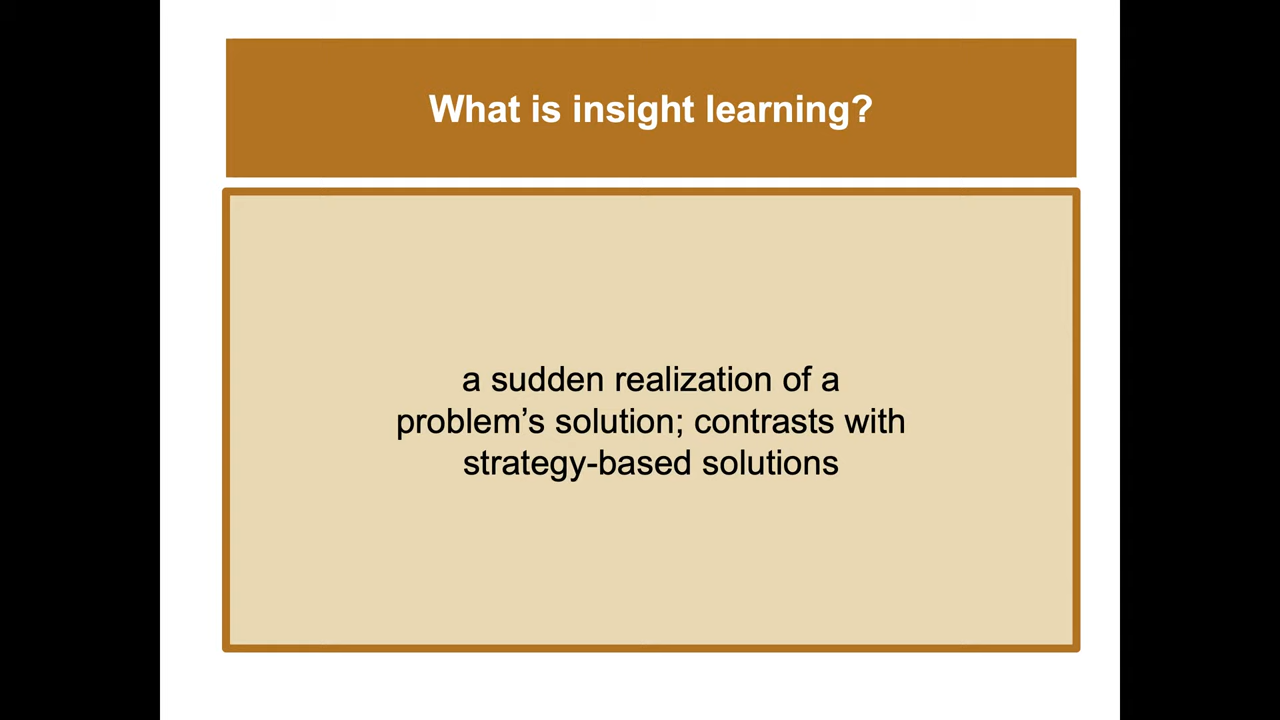 What is insight learning?
a sudden realization of a
problem’s solution; contrasts with
strategy-based solutions